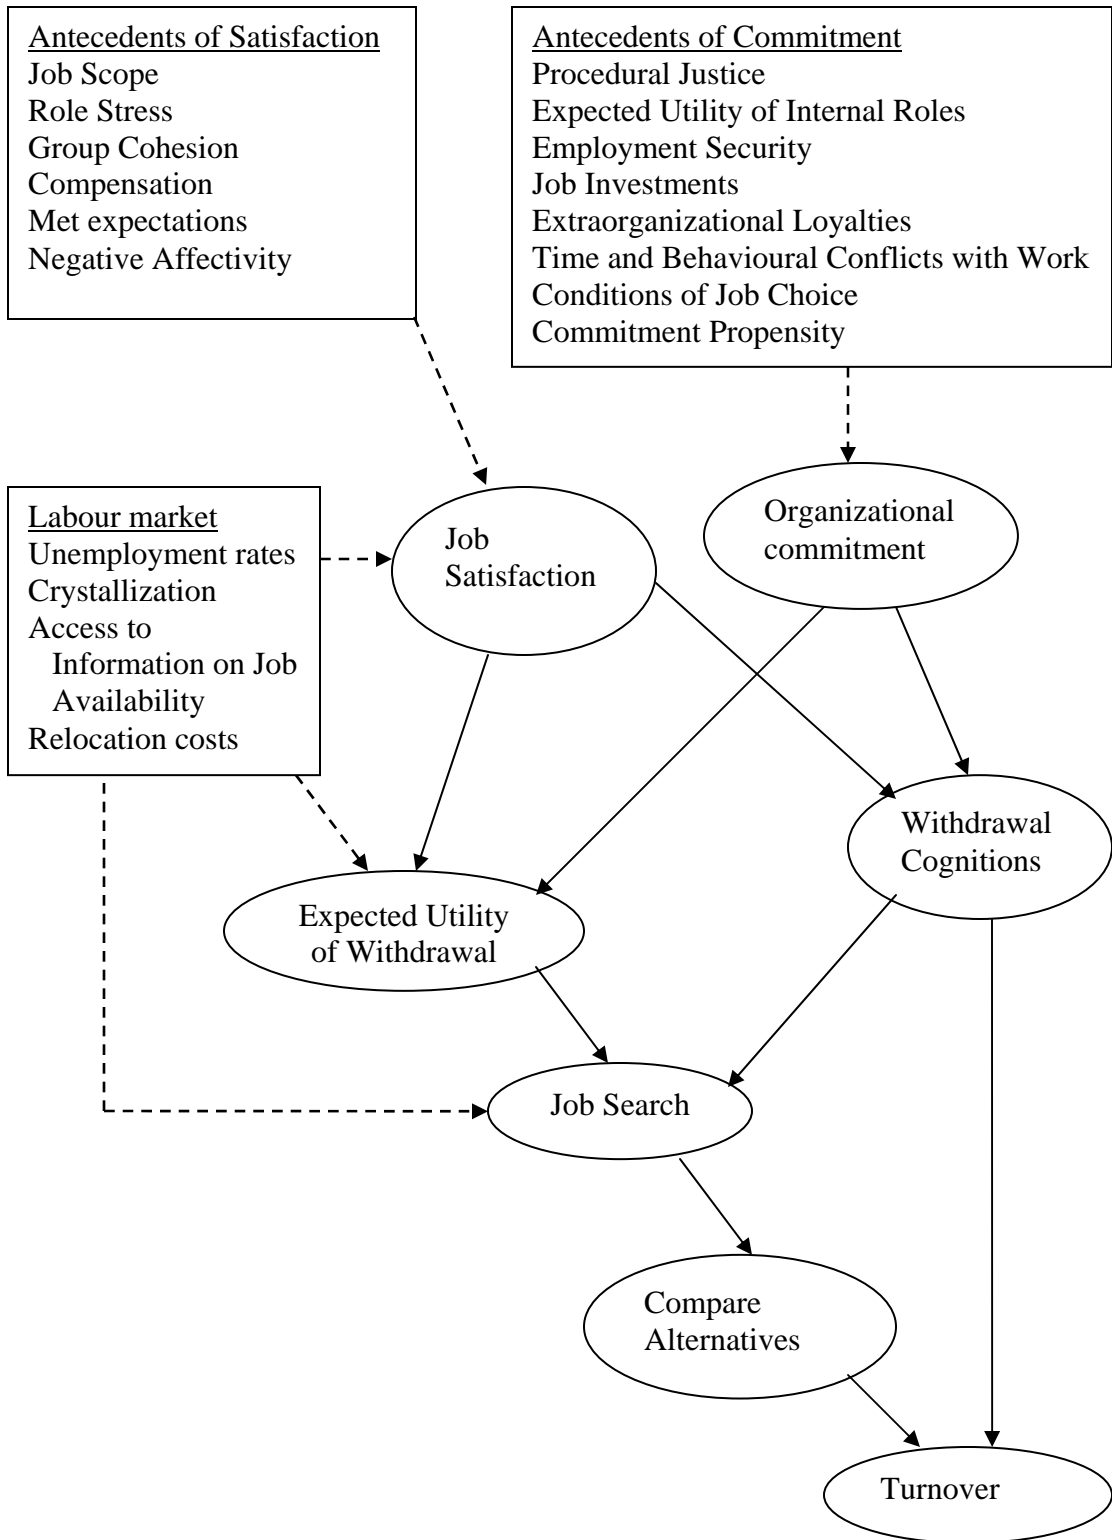 Antecedents of Satisfaction
Job Scope
Role Stress
Group Cohesion
Compensation
Met expectations
Negative Affectivity
Antecedents of Commitment
Procedural Justice
Expected Utility of Internal Roles
Employment Security
Job Investments
Extraorganizational Loyalties
Time and Behavioural Conflicts with Work
Conditions of Job Choice
Commitment Propensity
Labour market
Unemployment rates
Crystallization
Access to
Information on Job
Availability
Relocation costs
Job
Satisfaction
Organizational
commitment
Withdrawal
Cognitions
Expected Utility
of Withdrawal
Job Search
Compare
Alternatives
Turnover